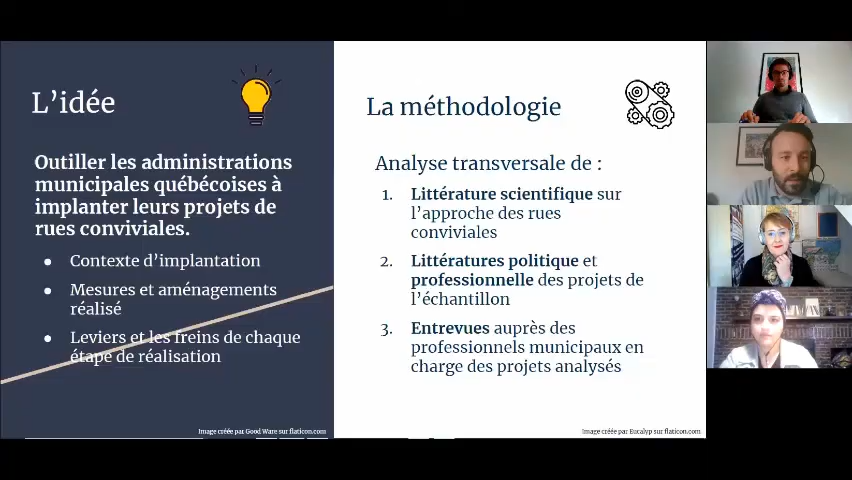 L'idée
Outiller les administrations
municipales québécoises à
implanter leurs projets de
rues conviviales.
● Contexte d'implantation
● Mesures et aménagements
réalisé
● Leviers et les freins de chaque
étape de réalisation
Image créée par Good Ware sur flaticon.com
La méthodologie
Analyse transversale de :
1. Littérature scientifique sur
l'approche des rues
conviviales
2. Littératures politique et
professionnelle des projets de
l'échantillon
3. Entrevues auprès des
professionnels municipaux en
charge des projets analysés
Image créée par Eucalyp sur flaticon.com